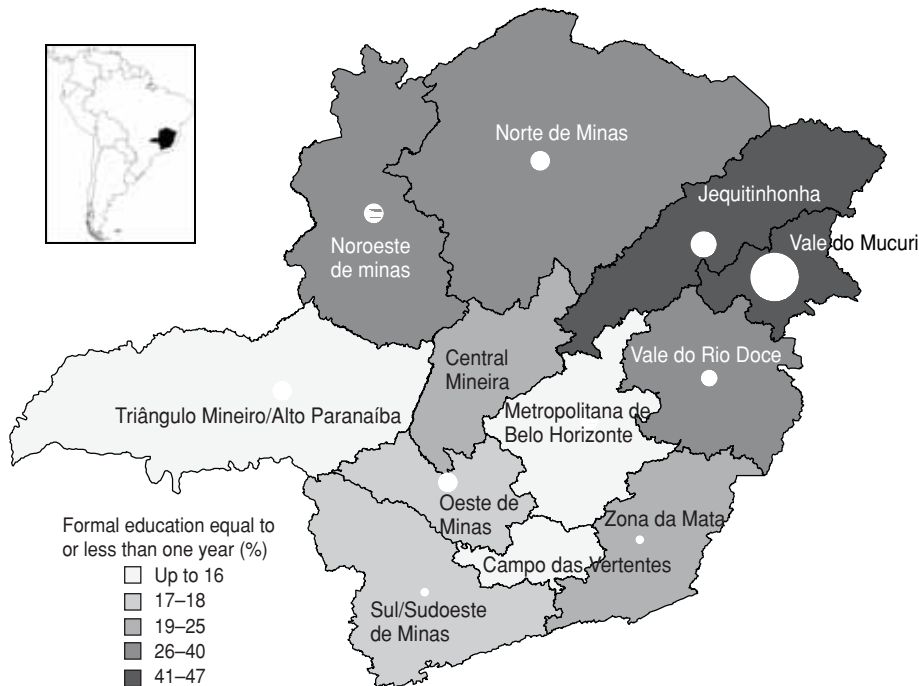 Norte de Minas
Jequitinhonha
Vale do Mucuri
Noroeste
de minas
Central
Mineira
Vale do Rio Doce
Triângulo Mineiro/Alto Paranaíba
Metropolitana de
Belo Horizonte
Oeste de
Minas
Zona da Mata
Campo das Vertentes
Sul/Sudoeste
de Minas
Formal education equal to
or less than one year (%)
Up to 16
17–18
19–25
26–40
41–47